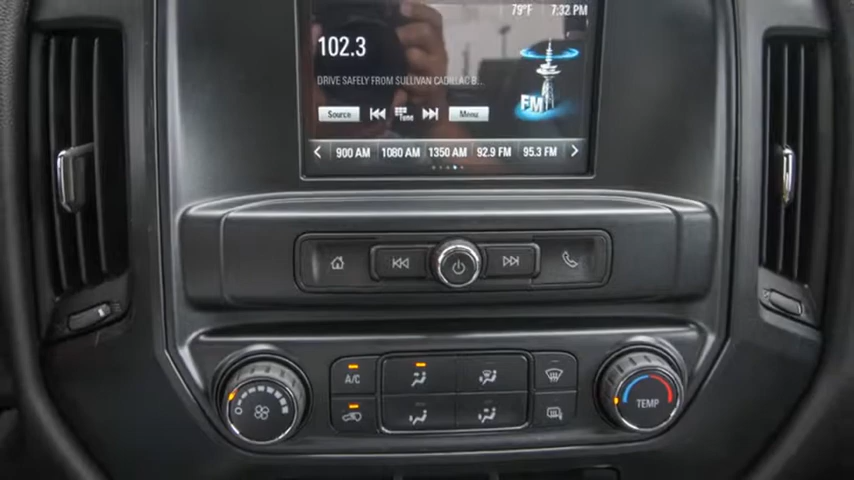 79°F 7:32 PM
102.3
DRIVE SAFELY FROM SULLIVAN CADILLAC B...
FM
Source Tune Menu
900 AM 1080 AM 1350 AM 92.9 FM 95.3 FM
A/C
TEMP